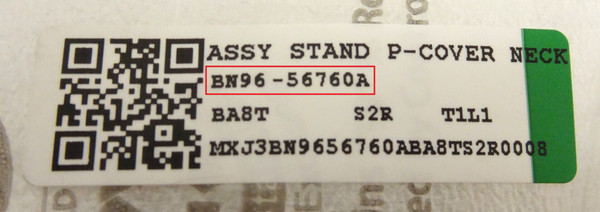 ASSY STAND P-COVER NECK
BN96-56760A
BA8T S2R T1L1
MXJ3BN9656760ABA8TS2R0008